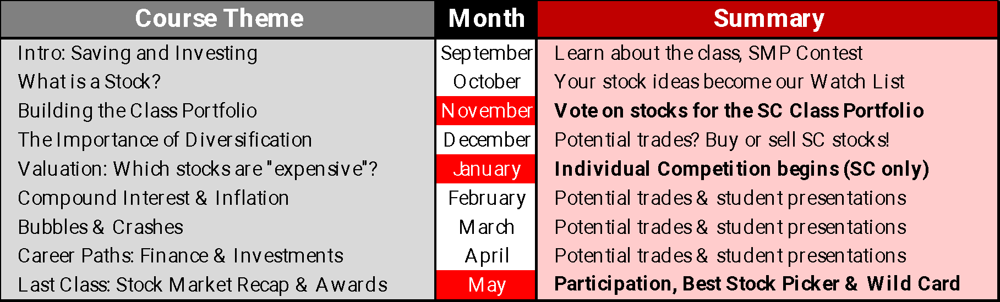 Course Theme Month Summary
Intro: Saving and Investing September Learn about the class, SMP Contest
What is a Stock? October Your stock ideas become our Watch List
Building the Class Portfolio November Vote on stocks for the SC Class Portfolio
The Importance of Diversification December Potential trades? Buy or sell SC stocks!
Valuation: Which stocks are "expensive"? January Individual Competition begins (SC only)
Compound Interest & Inflation February Potential trades & student presentations
Bubbles & Crashes March Potential trades & student presentations
Career Paths: Finance & Investments April Potential trades & student presentations
Last Class: Stock Market Recap & Awards May Participation, Best Stock Picker & Wild Card